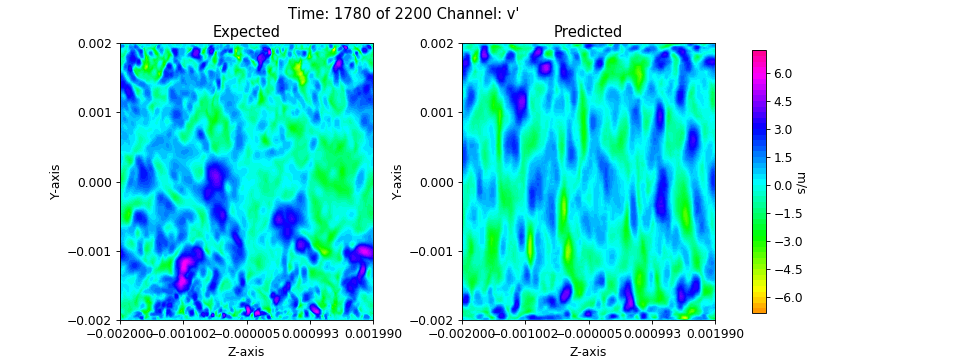 Time: 1780 of 2200 Channel: v'
Expected
Predicted
0.002
0.001
0.000
−0.001
−0.002
Y-axis
−0.002000 −0.001002 −0.000005 0.000993 0.001990
Z-axis
0.002
0.001
0.000
−0.001
−0.002
Y-axis
−0.002000 −0.001002 −0.000005 0.000993 0.001990
Z-axis
6.0
4.5
3.0
1.5
0.0
−1.5
−3.0
−4.5
−6.0
m/s